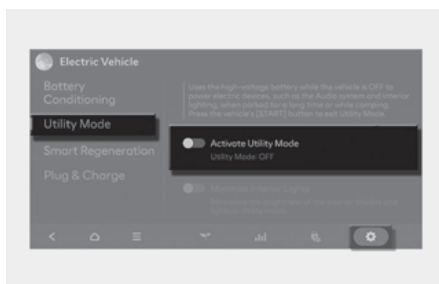 Electric Vehicle
Battery
Conditioning
Utility Mode
Smart Regeneration
Plug & Charge
Uses the high-voltage battery while the vehicle is OFF to
power electric devices, such as the Audio system and interior
lighting, when parked for a long time or while camping.
Press the vehicle's [START] button to exit Utility Mode.
Activate Utility Mode
Utility Mode: OFF
Interior Lights